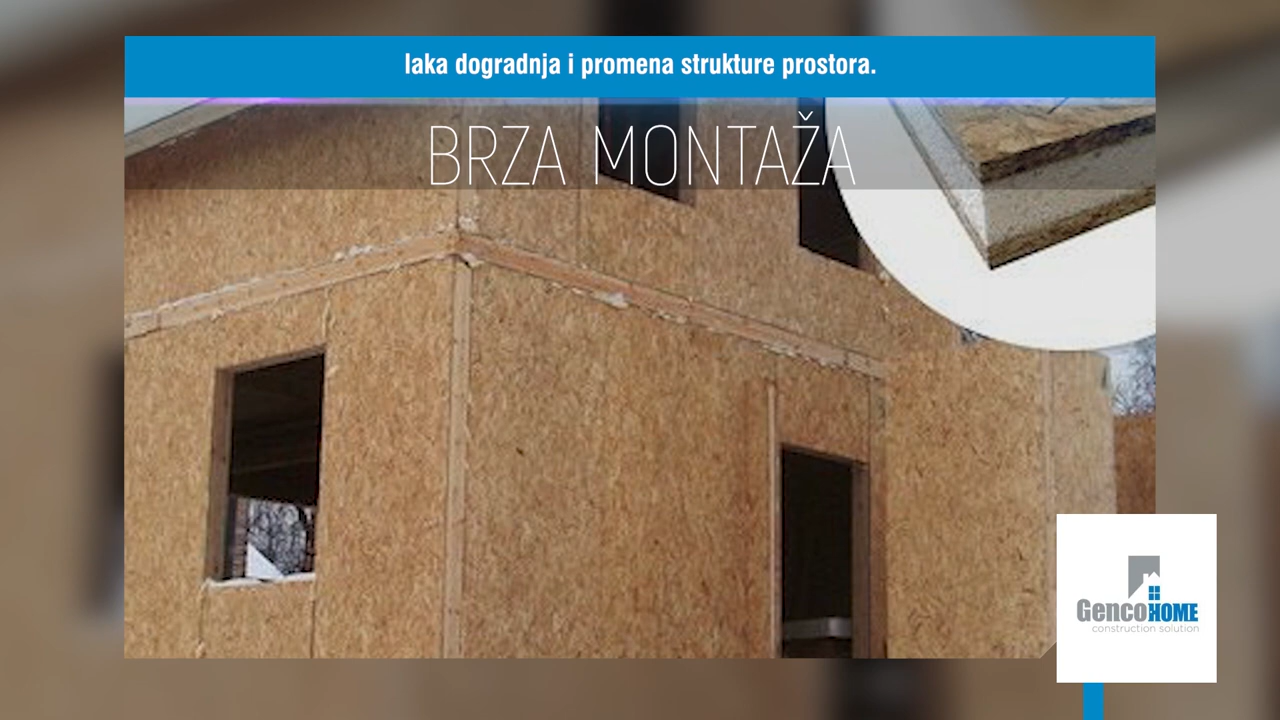 laka dogradnja i promena strukture prostora.
BRZA MONTAŽA
GencoHOME
construction solution